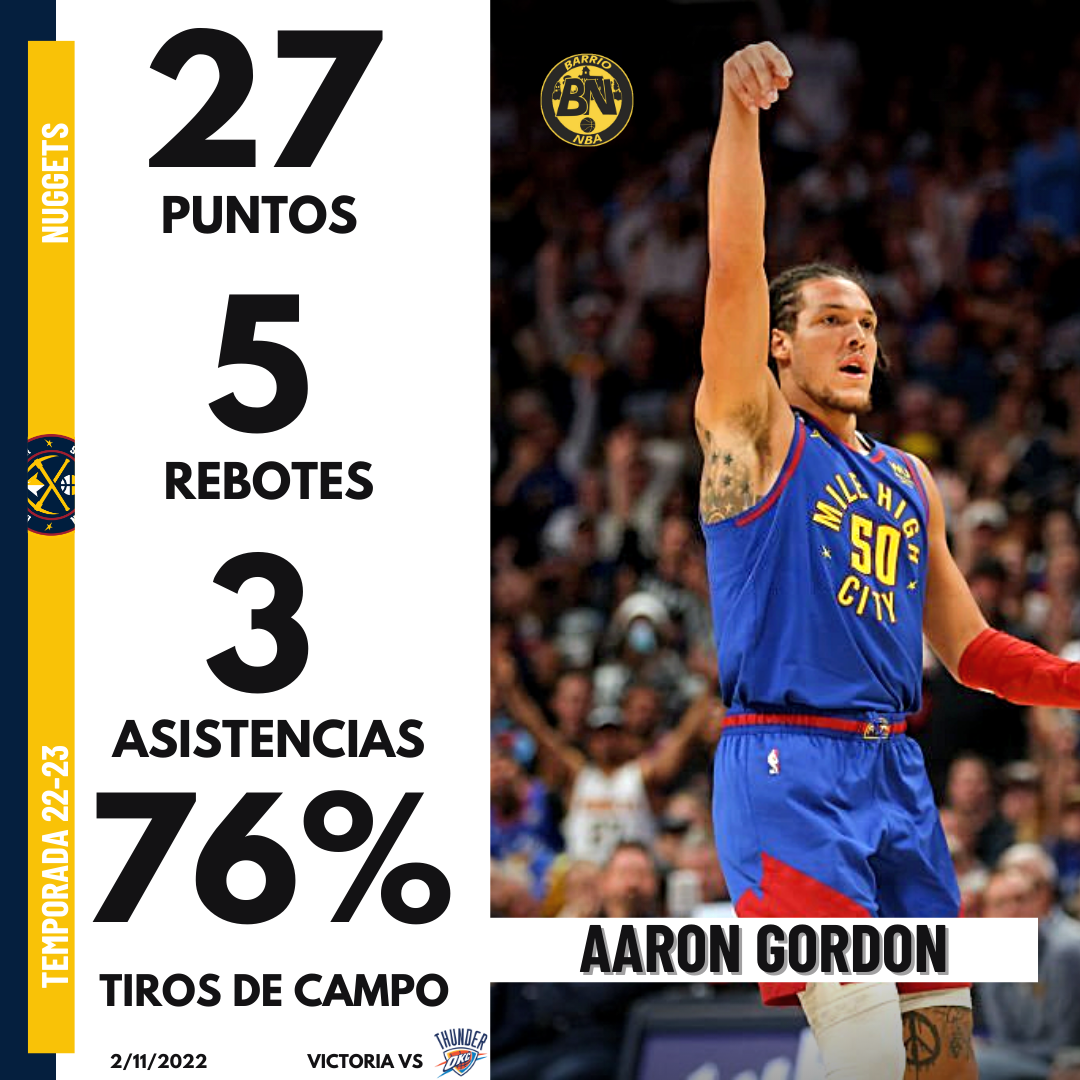 NUGGETS
TEMPORADA 22-23
27
PUNTOS
5
REBOTES
3
ASISTENCIAS
76%
TIROS DE CAMPO
2/11/2022
VICTORIA VS
THUNDER
OKC
BARRIO
BN
NBA
MILE HIGH
50
CITY
AARON GORDON